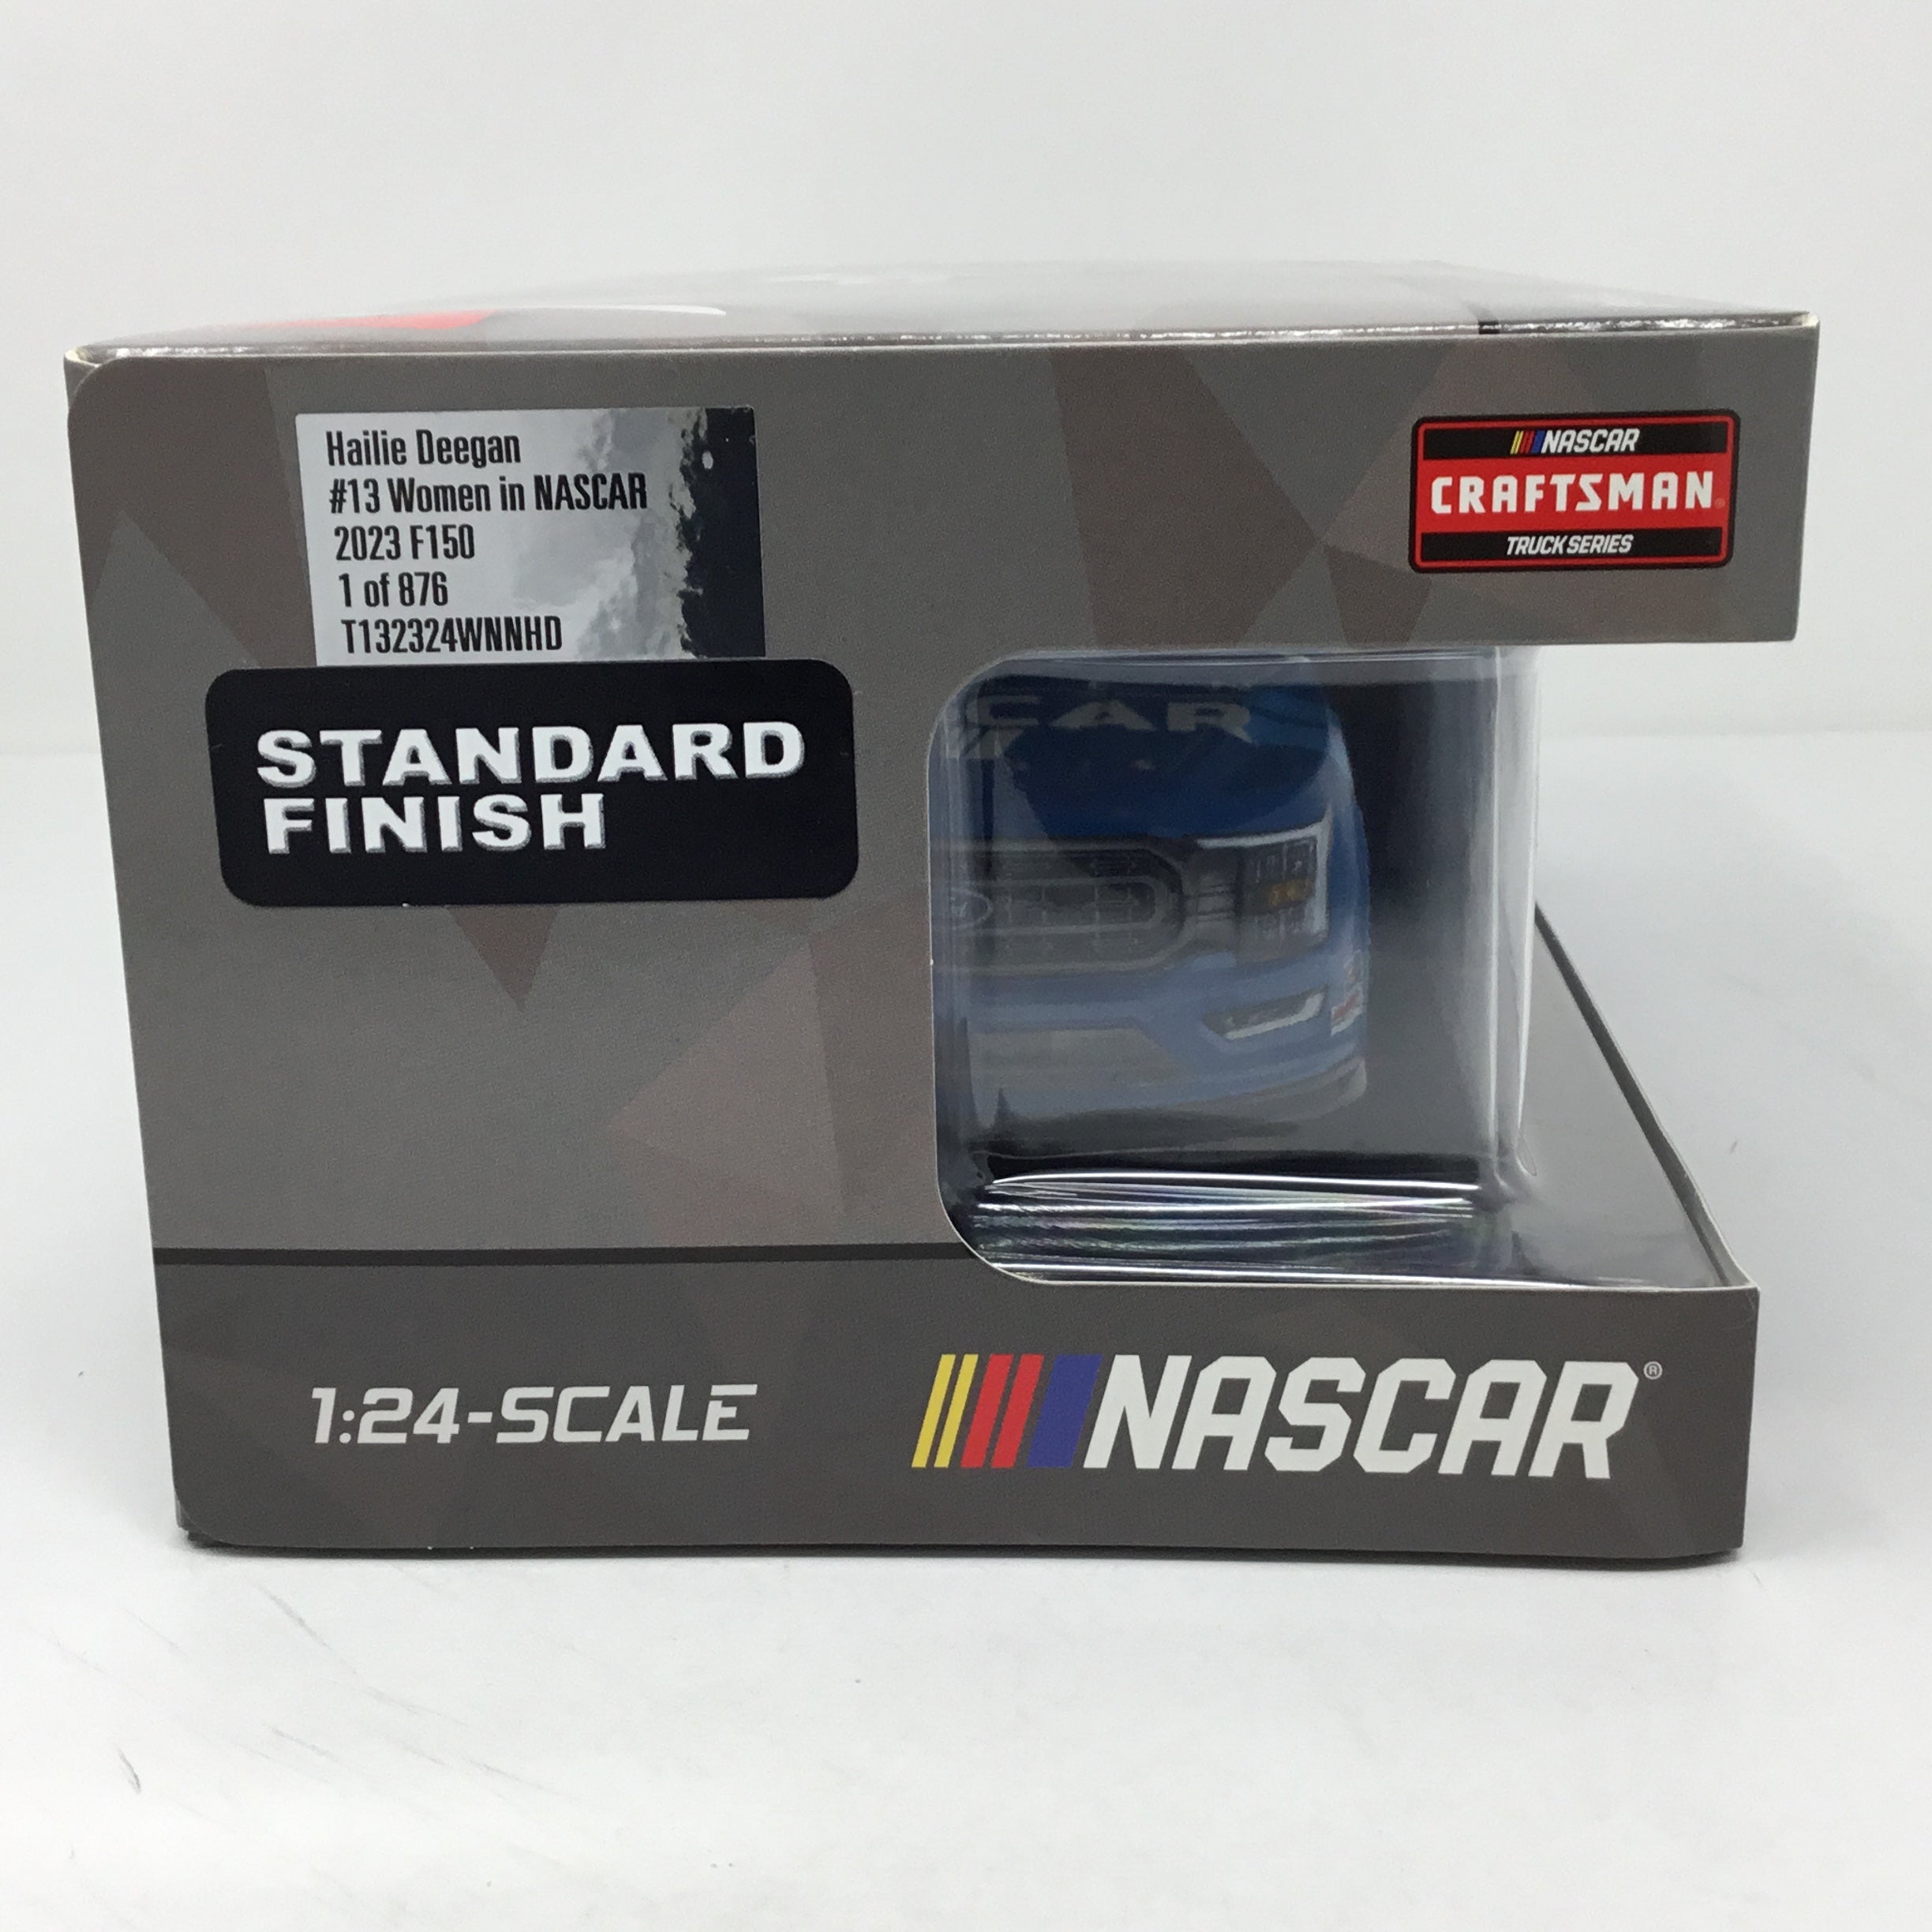 Hailie Deegan
#13 Women in NASCAR
2023 F150
1 of 876
T132324WNNHD
STANDARD
FINISH
NASCAR
CRAFTSMAN
TRUCK SERIES
CAR
1:24-SCALE
NASCAR®